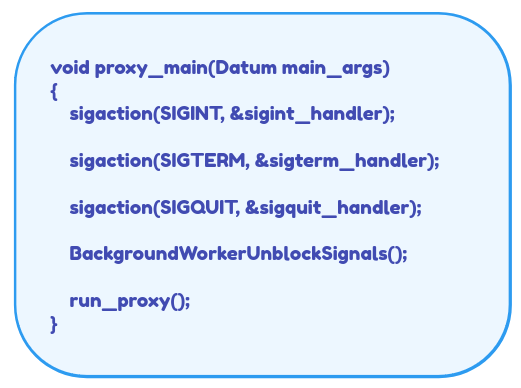 void proxy_main(Datum main_args)
{
    sigaction(SIGINT, &sigint_handler);
    sigaction(SIGTERM, &sigterm_handler);
    sigaction(SIGQUIT, &sigquit_handler);
    BackgroundWorkerUnblockSignals();
    run_proxy();
}